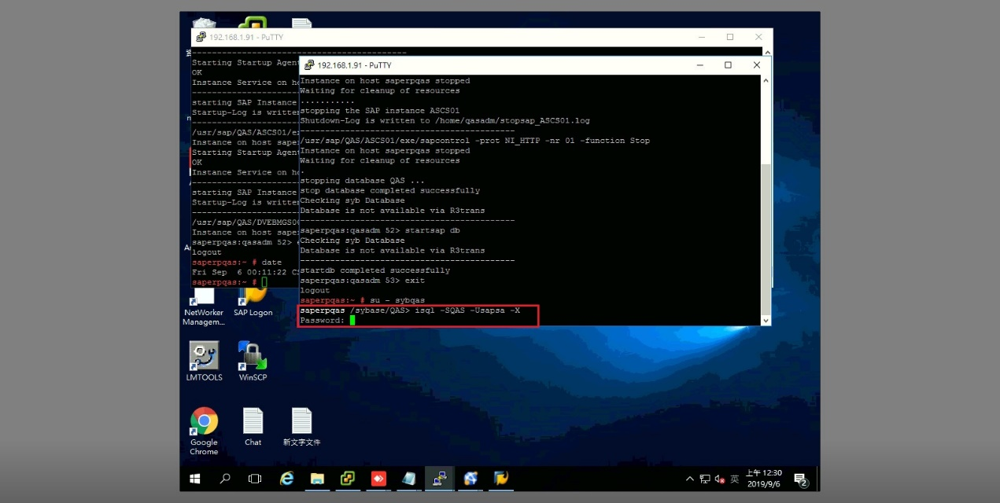 192.168.1.91 - PuTTY
Starting Startup Agen
OK
Instance Service on h
starting SAP Instance
Startup-Log is writte
/usr/sap/QAS/ASCS01/ex
Instance on host sape
Starting Startup Agen
OK
Instance Service on h
starting SAP Instance
Startup-Log is writte
/usr/sap/QAS/DVEBMGS0
Instance on host sape
saperpqas:qasadm 52> e
logout
saperpqas:~ # date
Fri Sep  6 00:11:22 CS
saperpqas:~ #
192.168.1.91 - PuTTY
Instance on host saperpqas stopped
Waiting for cleanup of resources
...........
stopping the SAP instance ASCS01
Shutdown-Log is written to /home/qasadm/stopsap_ASCS01.log
-------------------------------------------
/usr/sap/QAS/ASCS01/exe/sapcontrol -prot NI_HTTP -nr 01 -function Stop
Instance on host saperpqas stopped
Waiting for cleanup of resources
.
stopping database QAS ...
stop database completed successfully
Checking syb Database
Database is not available via R3trans
-------------------------------------------
saperpqas:qasadm 52> startsap db
Checking syb Database
Database is not available via R3trans
-------------------------------------------
startdb completed successfully
saperpqas:qasadm 53> exit
logout
saperpqas:~ # su - sybqas
saperpqas /sybase/QAS> isql -SQAS -Usapsa -X
Password:
NetWorker
Managem...
SAP Logon
LMTOOLS
WinSCP
Google
Chrome
Chat
新文字文件
英
上午 12:30
2019/9/6
2